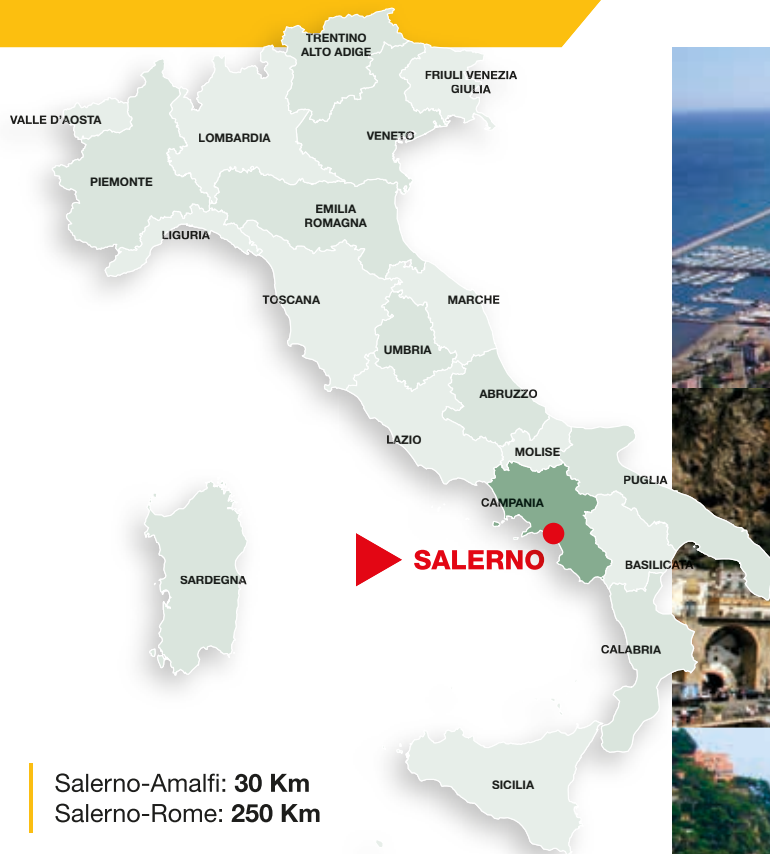 TRENTINO
ALTO ADIGE
FRIULI VENEZIA
GIULIA
VALLE D'AOSTA
LOMBARDIA
VENETO
PIEMONTE
EMILIA
ROMAGNA
LIGURIA
TOSCANA
MARCHE
UMBRIA
ABRUZZO
LAZIO
MOLISE
PUGLIA
CAMPANIA
SALERNO
BASILICATA
SARDEGNA
CALABRIA
SICILIA
Salerno-Amalfi: 30 Km
Salerno-Rome: 250 Km